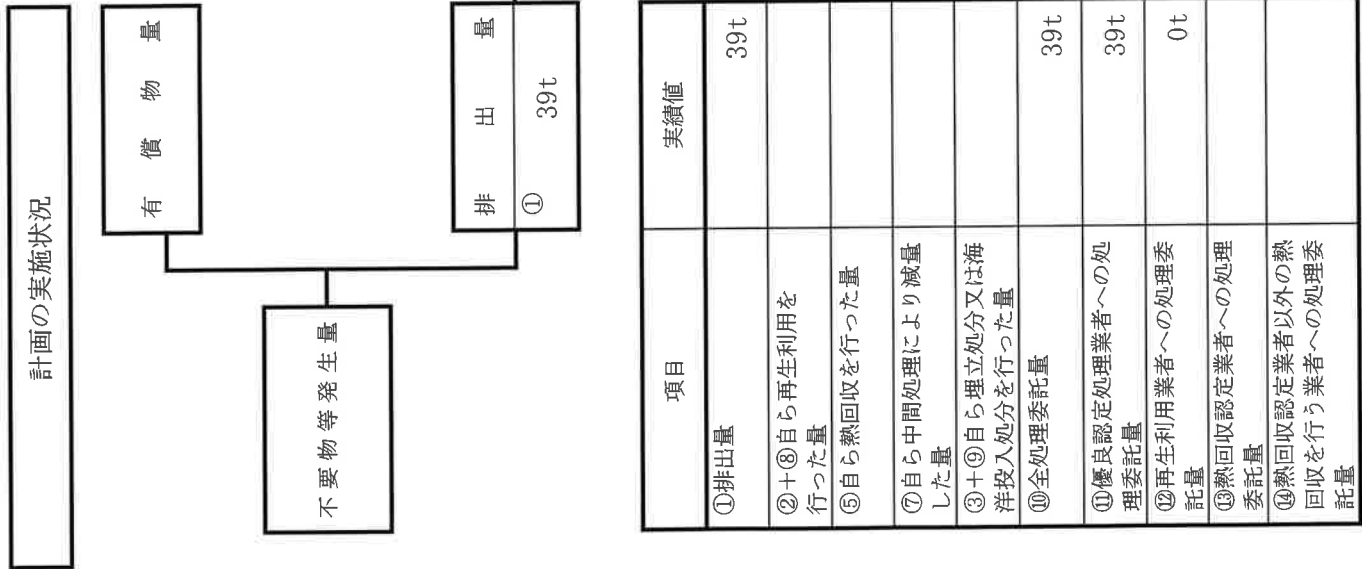 計画の実施状況
有償物量
不要物等発生量
排出量
①
39t
項目
実績値
①排出量
39t
②+⑧自ら再生利用を
行った量
⑤自ら熱回収を行った量
⑦自ら中間処理により減量
した量
③+⑨自ら埋立処分又は海
洋投入処分を行った量
⑩全処理委託量
39t
⑪優良認定処理業者への処
理委託量
39t
⑫再生利用業者への処理委
託量
0t
⑬熱回収認定業者への処理
委託量
⑭熱回収認定業者以外の熱
回収を行う業者への処理委
託量